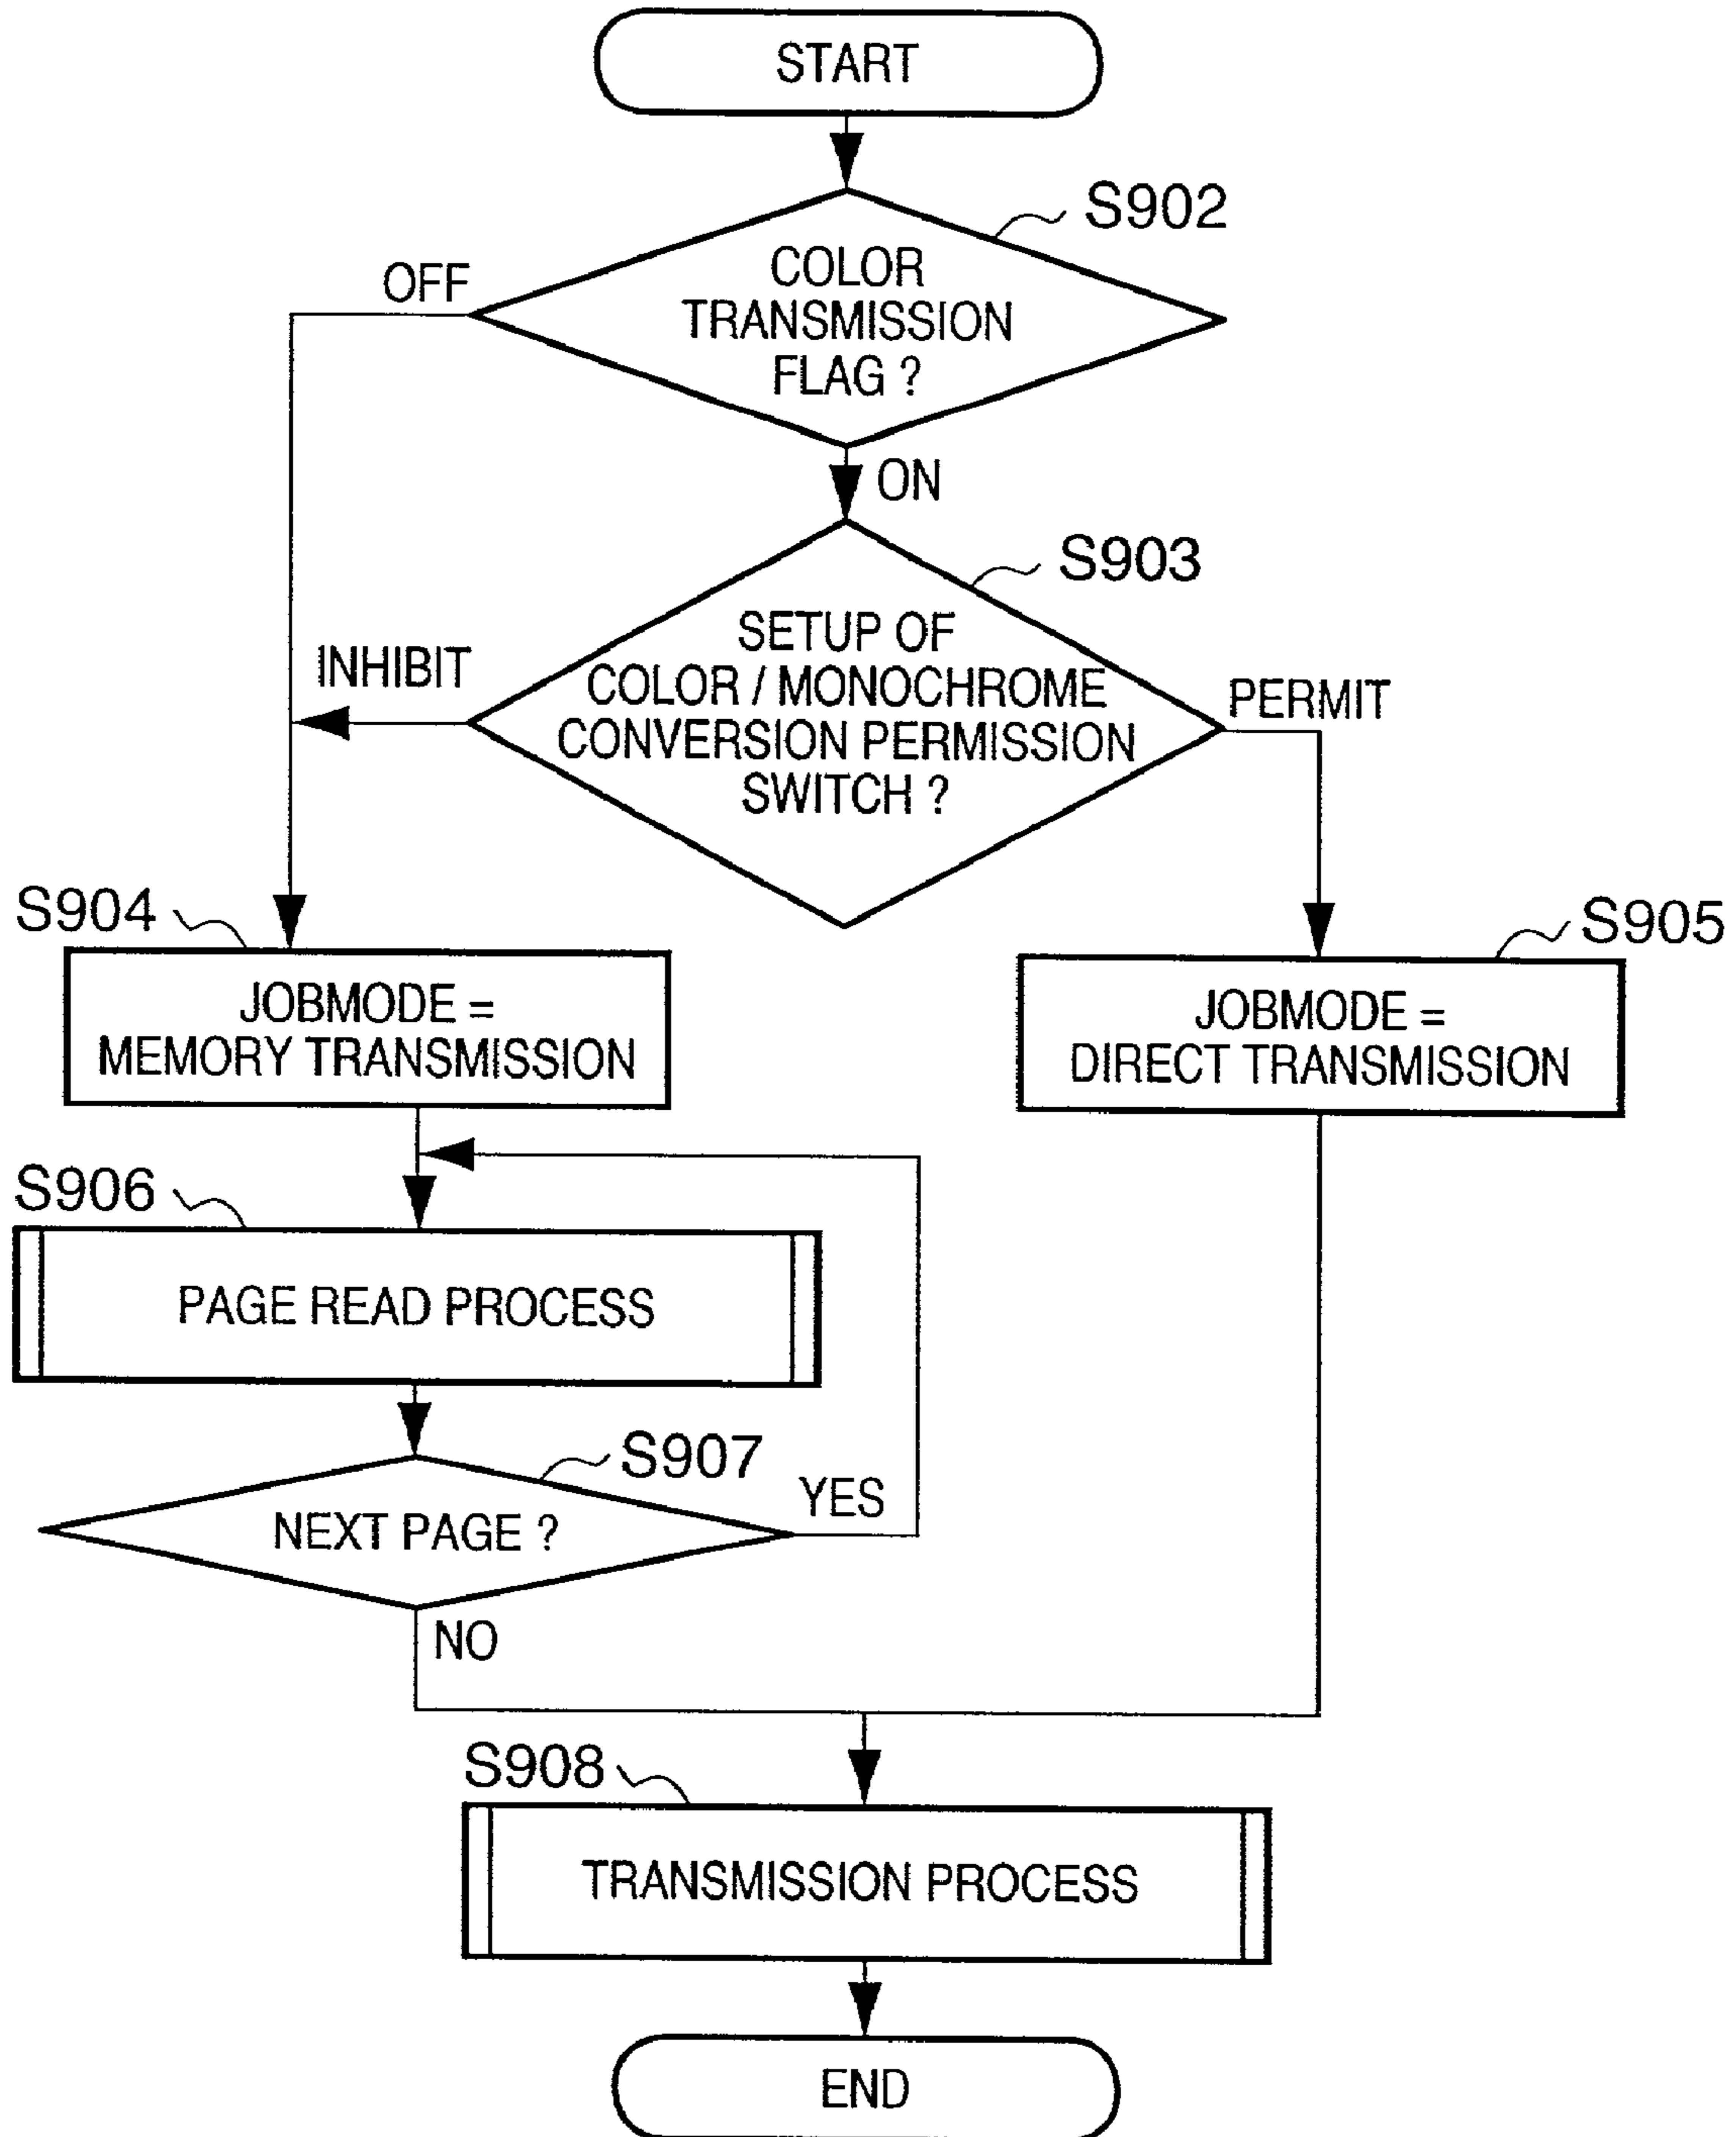 START
S902
COLOR
TRANSMISSION
FLAG ?
OFF
ON
S903
SETUP OF
COLOR / MONOCHROME
CONVERSION PERMISSION
SWITCH ?
INHIBIT
PERMIT
S904
JOBMODE =
MEMORY TRANSMISSION
S905
JOBMODE =
DIRECT TRANSMISSION
S906
PAGE READ PROCESS
S907
NEXT PAGE ?
YES
NO
S908
TRANSMISSION PROCESS
END